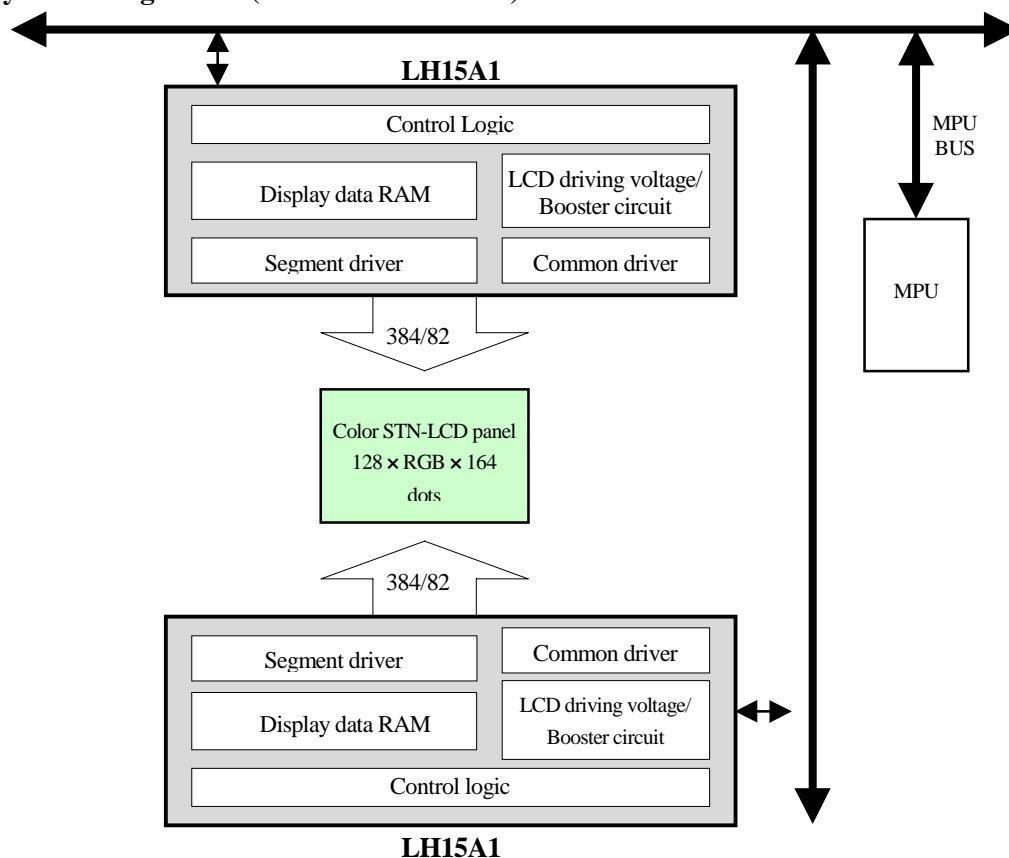 LH15A1
Control Logic
MPU
BUS
Display data RAM
LCD driving voltage/
Booster circuit
Segment driver
Common driver
MPU
384/82
Color STN-LCD panel
128 × RGB × 164
dots
384/82
Segment driver
Common driver
Display data RAM
LCD driving voltage/
Booster circuit
Control logic
LH15A1